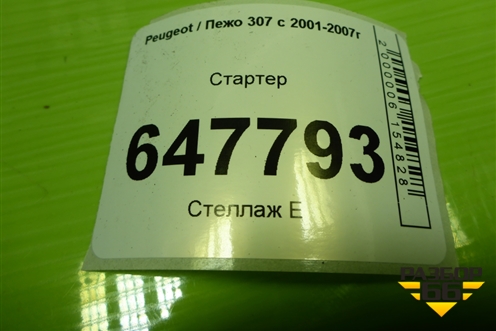 Peugeot / Пежо 307 с 2001-2007г
Стартер
647793
Стеллаж Е
2000006154828
РАЗБОР
66